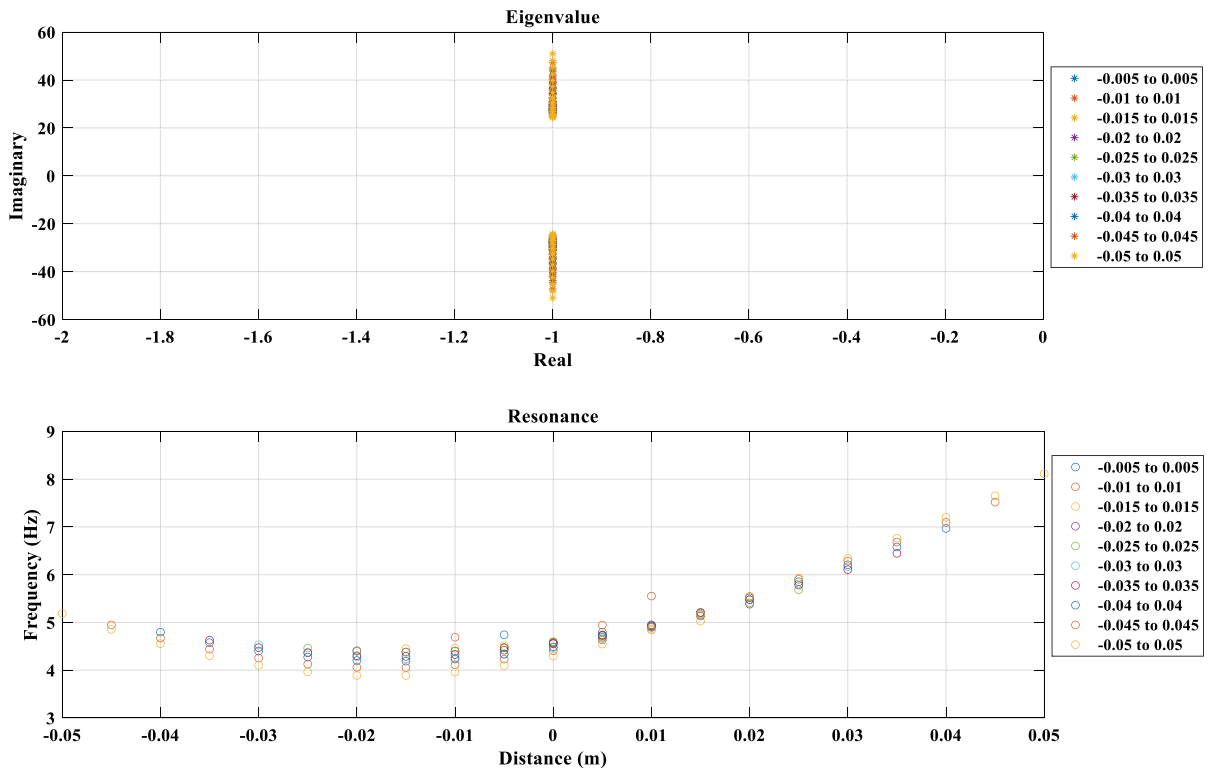 Eigenvalue
60
40
20
0
-20
-40
-60
Imaginary
-2
-1.8
-1.6
-1.4
-1.2
-1
-0.8
-0.6
-0.4
-0.2
0
Real
-0.005 to 0.005
-0.01 to 0.01
-0.015 to 0.015
-0.02 to 0.02
-0.025 to 0.025
-0.03 to 0.03
-0.035 to 0.035
-0.04 to 0.04
-0.045 to 0.045
-0.05 to 0.05
Resonance
9
8
7
6
5
4
3
Frequency (Hz)
-0.05
-0.04
-0.03
-0.02
-0.01
0
0.01
0.02
0.03
0.04
0.05
Distance (m)
-0.005 to 0.005
-0.01 to 0.01
-0.015 to 0.015
-0.02 to 0.02
-0.025 to 0.025
-0.03 to 0.03
-0.035 to 0.035
-0.04 to 0.04
-0.045 to 0.045
-0.05 to 0.05